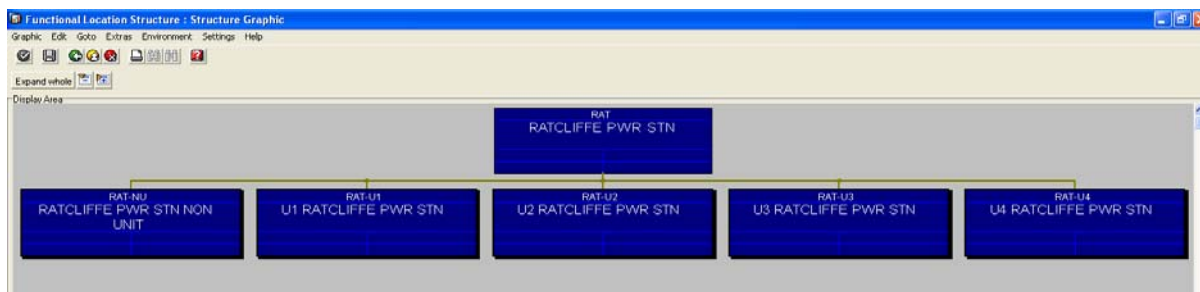 Functional Location Structure : Structure Graphic
Graphic Edit Goto Extras Environment Settings Help
Expand whole
Display Area
RAT
RATCLIFFE PWR STN
RAT-NU
RATCLIFFE PWR STN NON
UNIT
RAT-U1
U1 RATCLIFFE PWR STN
RAT-U2
U2 RATCLIFFE PWR STN
RAT-U3
U3 RATCLIFFE PWR STN
RAT-U4
U4 RATCLIFFE PWR STN